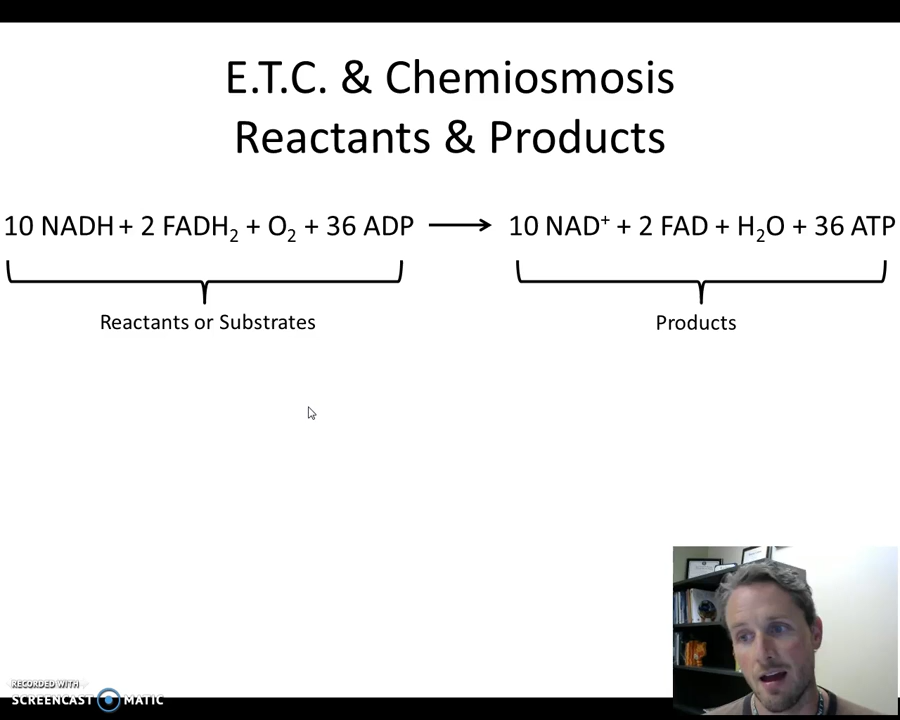 E.T.C. & Chemiosmosis
Reactants & Products
10 NADH + 2 FADH₂ + O₂ + 36 ADP ⟶ 10 NAD⁺ + 2 FAD + H₂O + 36 ATP
Reactants or Substrates
Products
RECORDED WITH
SCREENCAST MATIC